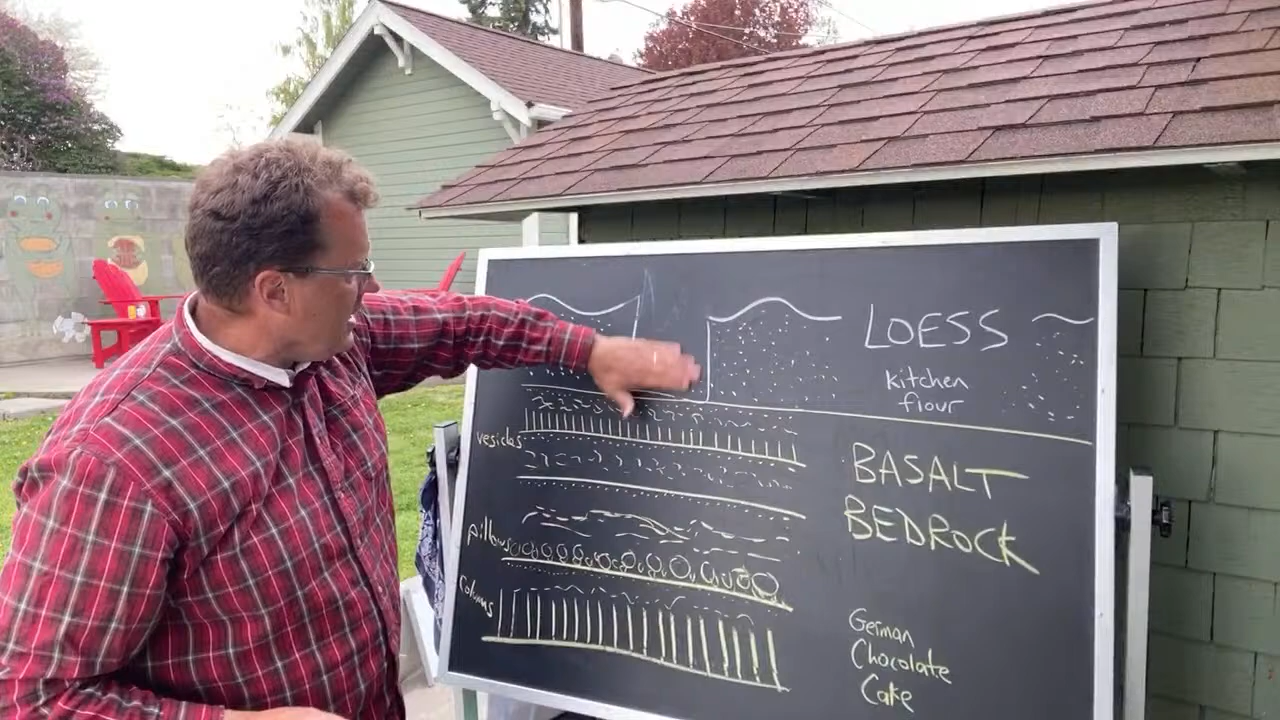 LOESS
kitchen
flour
vesicles
BASALT
BEDROCK
pillows
Columns
German
Chocolate
Cake